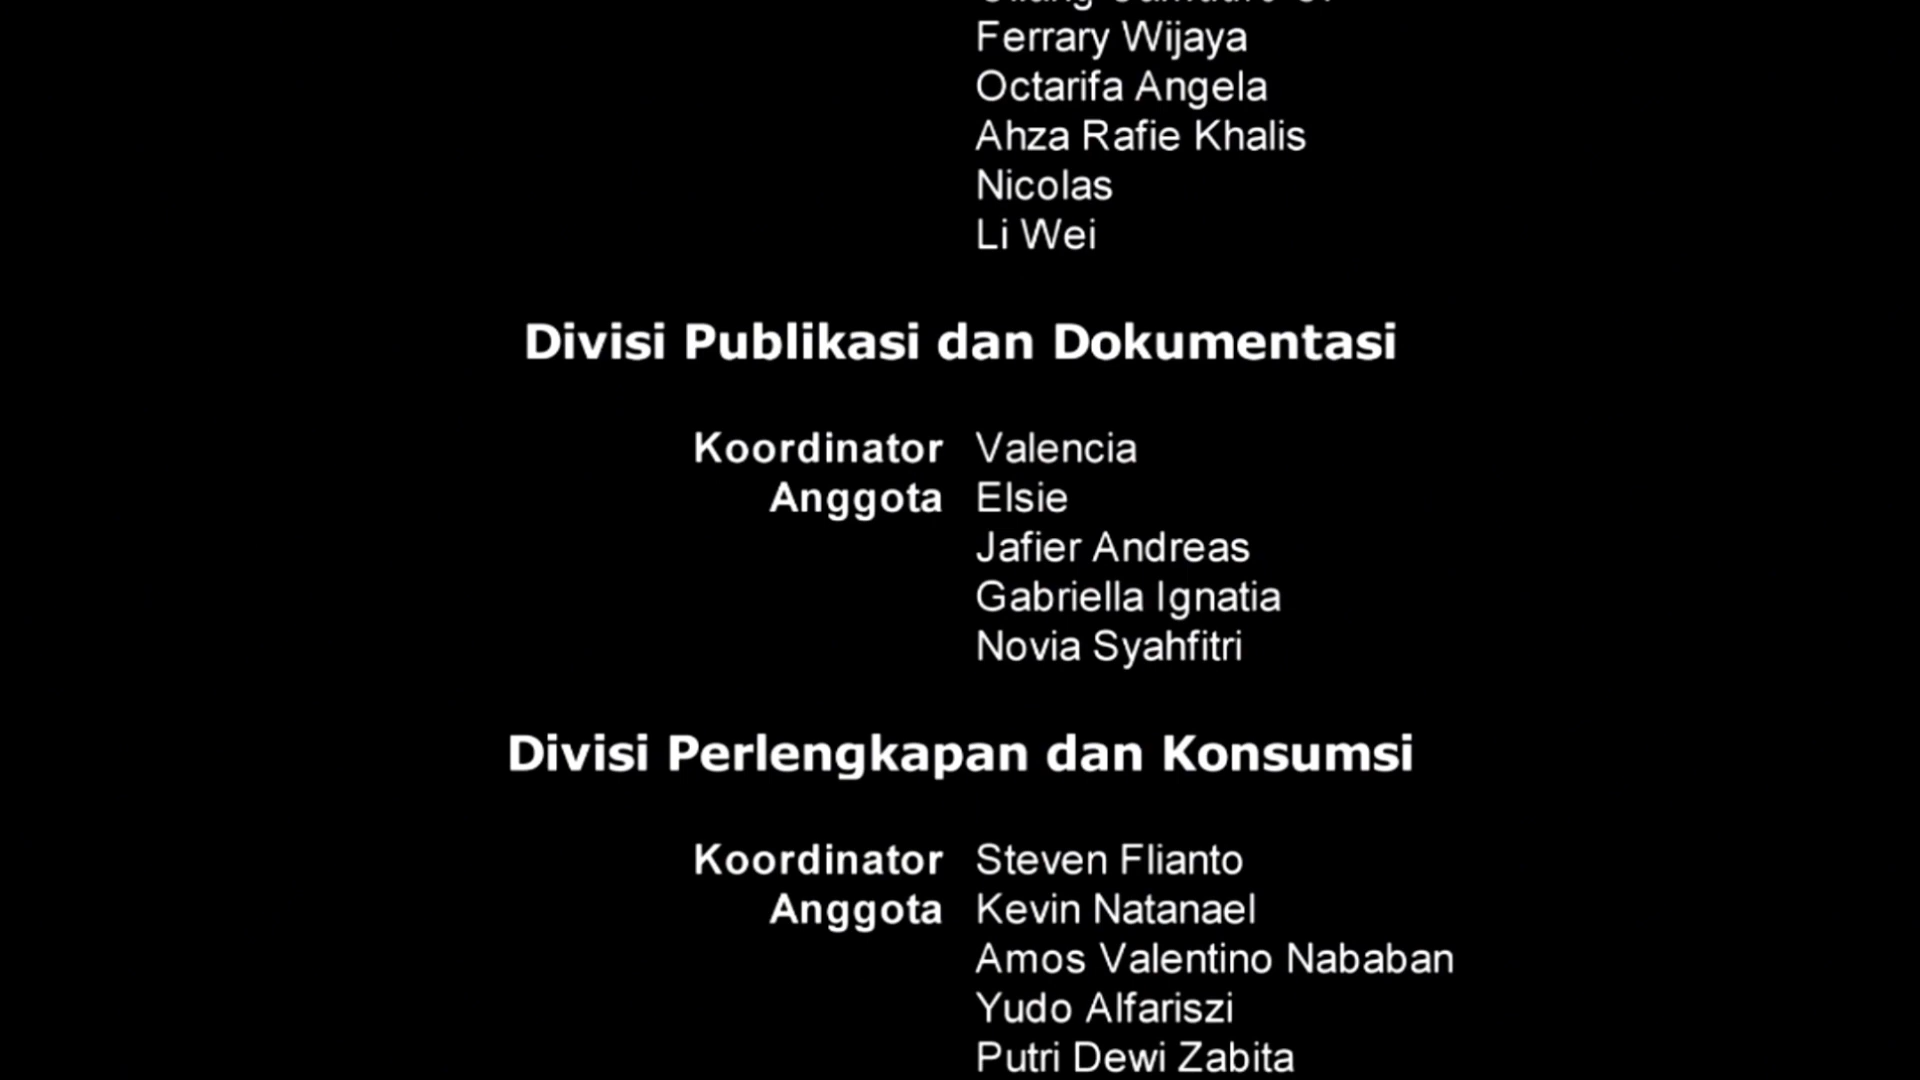 Ferrary Wijaya
Octarifa Angela
Ahza Rafie Khalis
Nicolas
Li Wei
Divisi Publikasi dan Dokumentasi
Koordinator Valencia
Anggota Elsie
Jafier Andreas
Gabriella Ignatia
Novia Syahfitri
Divisi Perlengkapan dan Konsumsi
Koordinator Steven Flianto
Anggota Kevin Natanael
Amos Valentino Nababan
Yudo Alfariszi
Putri Dewi Zabita